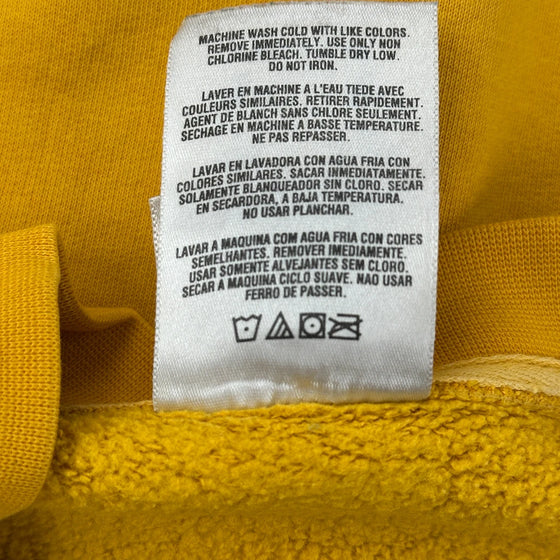 MACHINE WASH COLD WITH LIKE COLORS.
REMOVE IMMEDIATELY. USE ONLY NON
CHLORINE BLEACH. TUMBLE DRY LOW.
DO NOT IRON.
LAVER EN MACHINE A L'EAU TIEDE AVEC
COULEURS SIMILAIRES. RETIRER RAPIDEMENT.
AGENT DE BLANCH SANS CHLORE SEULEMENT.
SECHAGE EN MACHINE A BASSE TEMPERATURE.
NE PAS REPASSER.
LAVAR EN LAVADORA CON AGUA FRIA CON
COLORES SIMILARES. SACAR INMEDIATAMENTE.
SOLAMENTE BLANQUEADOR SIN CLORO. SECAR
EN SECARDORA, A BAJA TEMPERATURA.
NO USAR PLANCHAR.
LAVAR A MAQUINA COM AGUA FRIA CON CORES
SEMELHANTES. REMOVER IMEDIAMENTE.
USAR SOMENTE ALVEJANTES SEM CLORO.
SECAR A MAQUINA CICLO SUAVE. NAO USAR
FERRO DE PASSER.